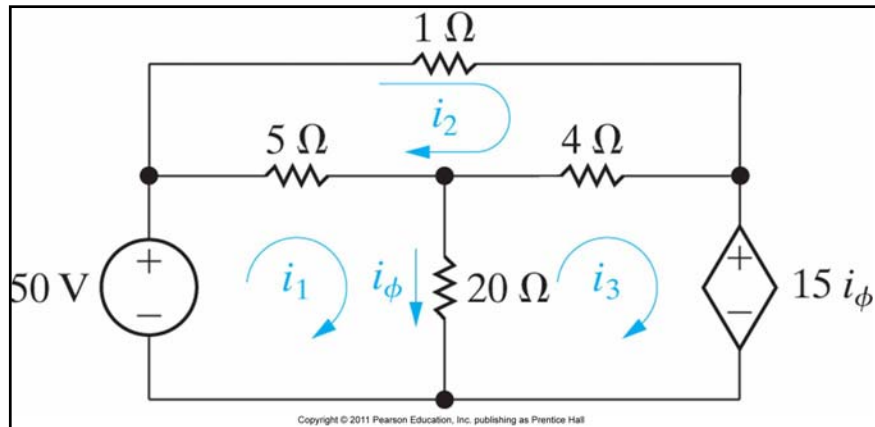 1 Ω
i2
5 Ω
4 Ω
50 V
+
−
i1
iϕ
20 Ω
i3
+
−
15 iϕ
Copyright © 2011 Pearson Education, Inc. publishing as Prentice Hall